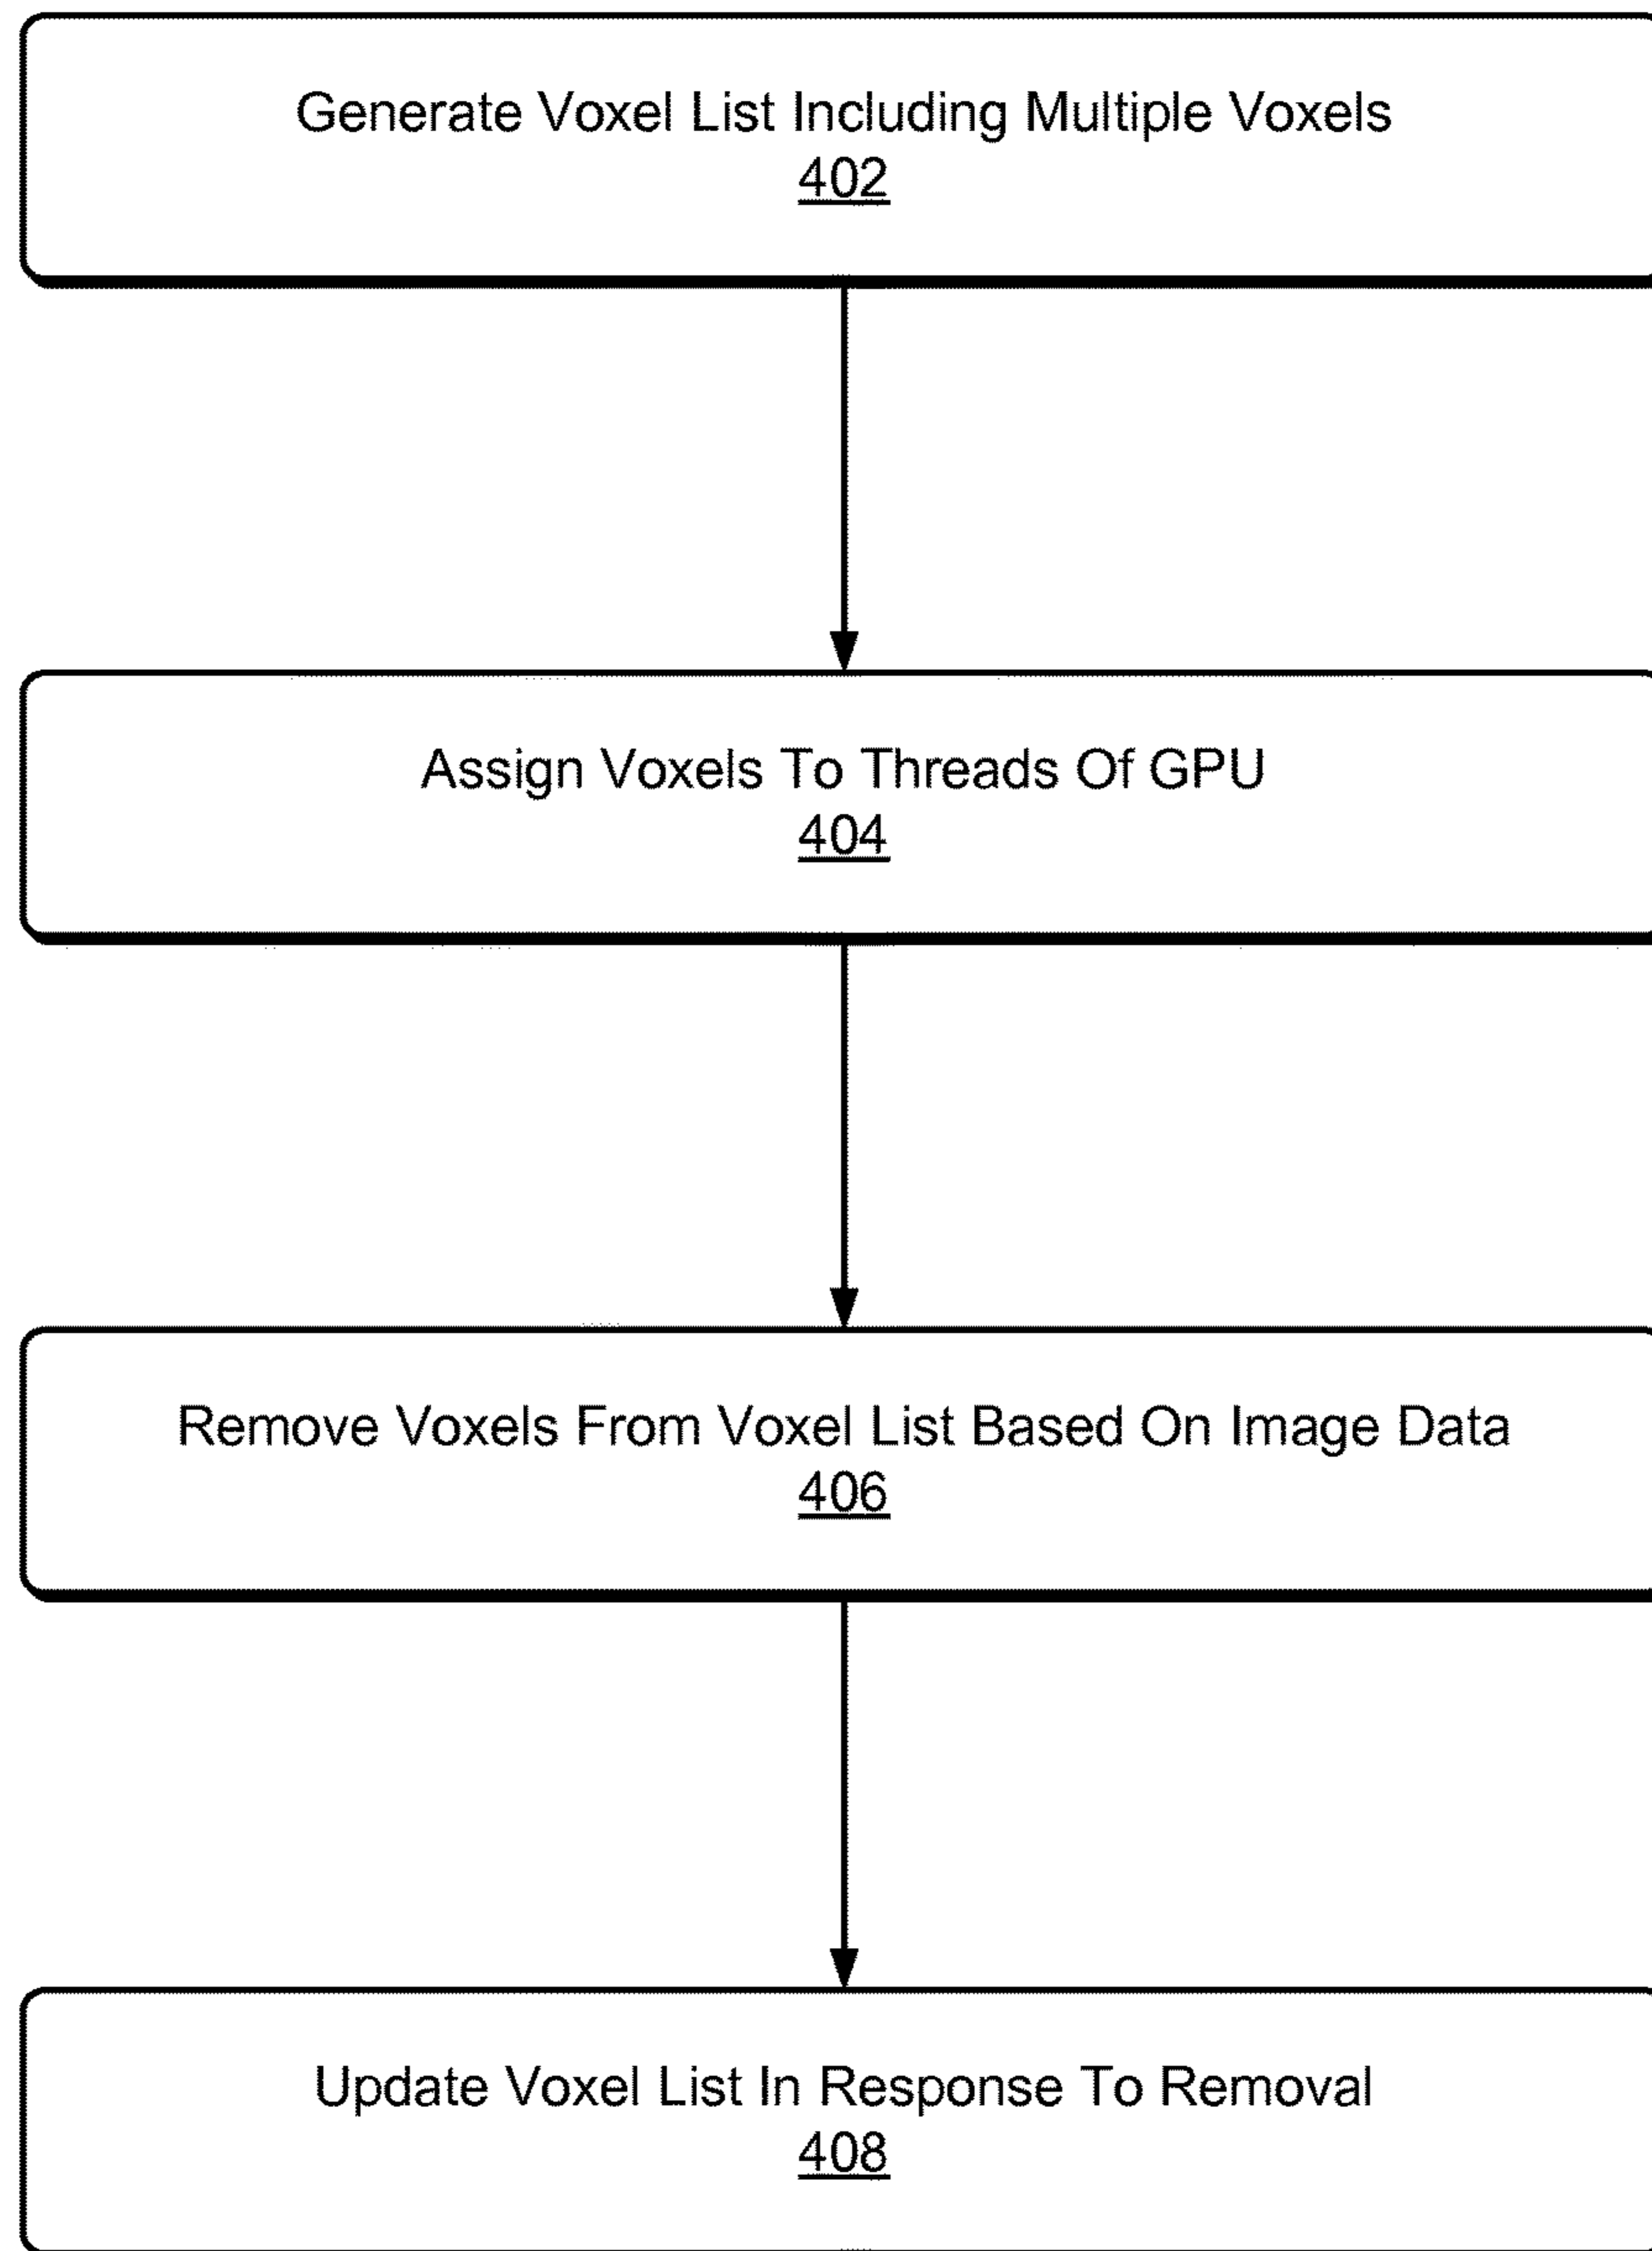 Generate Voxel List Including Multiple Voxels
402
Assign Voxels To Threads Of GPU
404
Remove Voxels From Voxel List Based On Image Data
406
Update Voxel List In Response To Removal
408